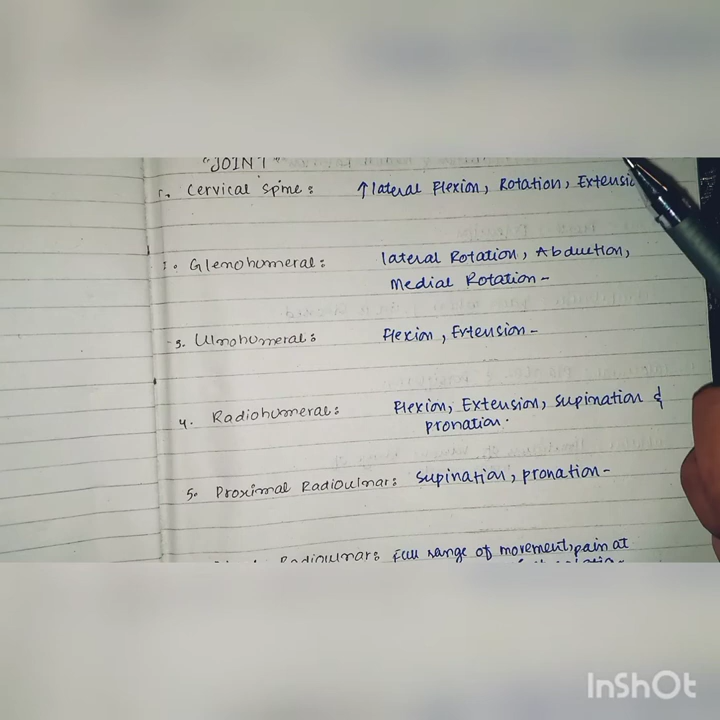 "JOINT"
1. Cervical Spine : ↑lateral Flexion, Rotation, Extensio
2. Glenohumeral : lateral Rotation, Abduction,
Medial Rotation -
3. Ulnohumeral : Flexion, Extension -
4. Radiohumeral : Flexion, Extension, Supination &
pronation.
5. Proximal Radioulnar : Supination, pronation -
Radioulnar : Full range of movement, pain at
InShOt